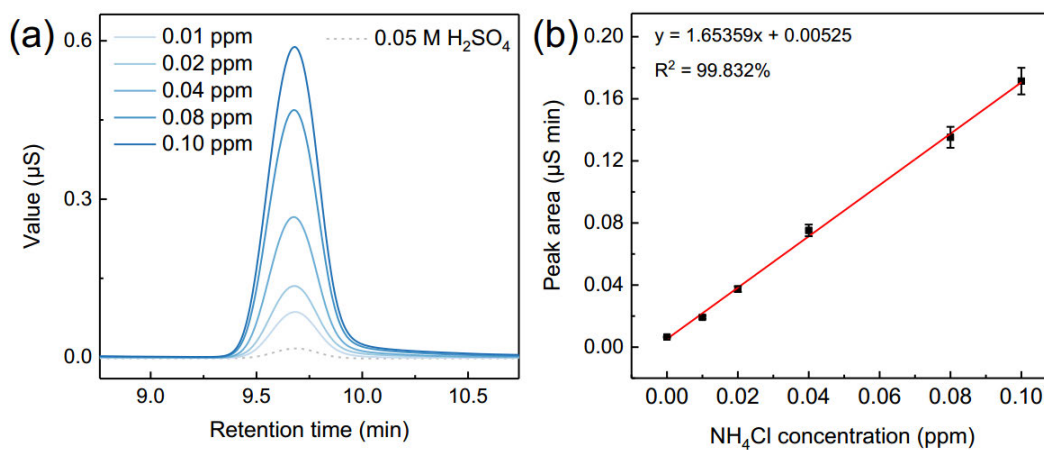 (a)
0.01 ppm
0.02 ppm
0.04 ppm
0.08 ppm
0.10 ppm
0.05 M H₂SO₄
0.6
0.3
0.0
Value (μS)
9.0 9.5 10.0 10.5
Retention time (min)
(b)
y = 1.65359x + 0.00525
R² = 99.832%
0.20
0.16
0.12
0.08
0.04
0.00
Peak area (μS min)
0.00 0.02 0.04 0.06 0.08 0.10
NH₄Cl concentration (ppm)